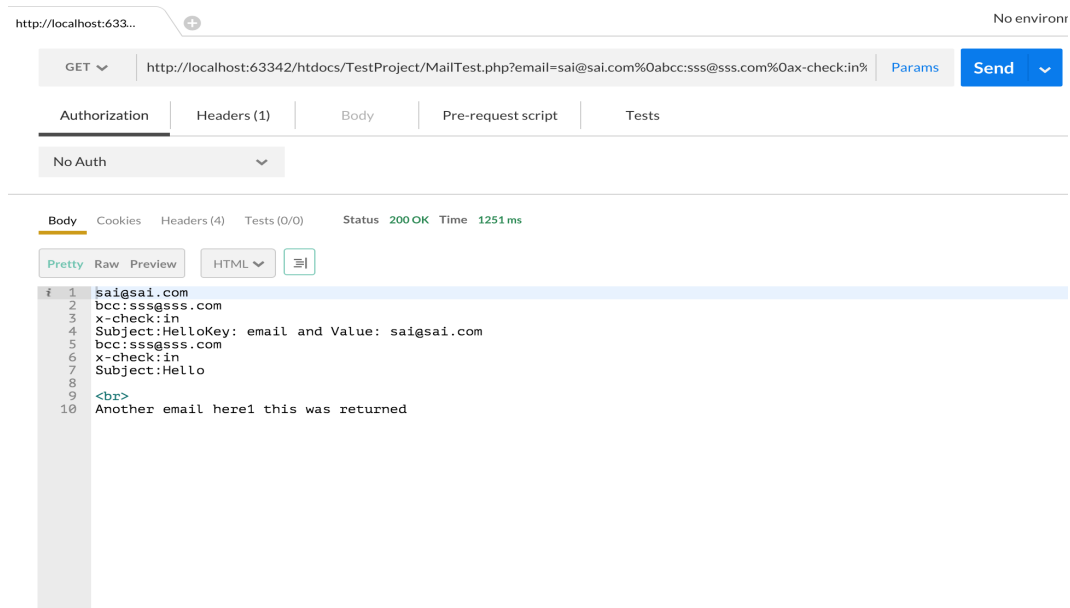 http://localhost:633...
No environ
GET http://localhost:63342/htdocs/TestProject/MailTest.php?email=sai@sai.com%0abcc:sss@sss.com%0ax-check:in% Params Send
Authorization Headers (1) Body Pre-request script Tests
No Auth
Body Cookies Headers (4) Tests (0/0) Status 200 OK Time 1251 ms
Pretty Raw Preview HTML
i 1 sai@sai.com
2 bcc:sss@sss.com
3 x-check:in
4 Subject:HelloKey: email and Value: sai@sai.com
5 bcc:sss@sss.com
6 x-check:in
7 Subject:Hello
8
9 <br>
10 Another email here1 this was returned